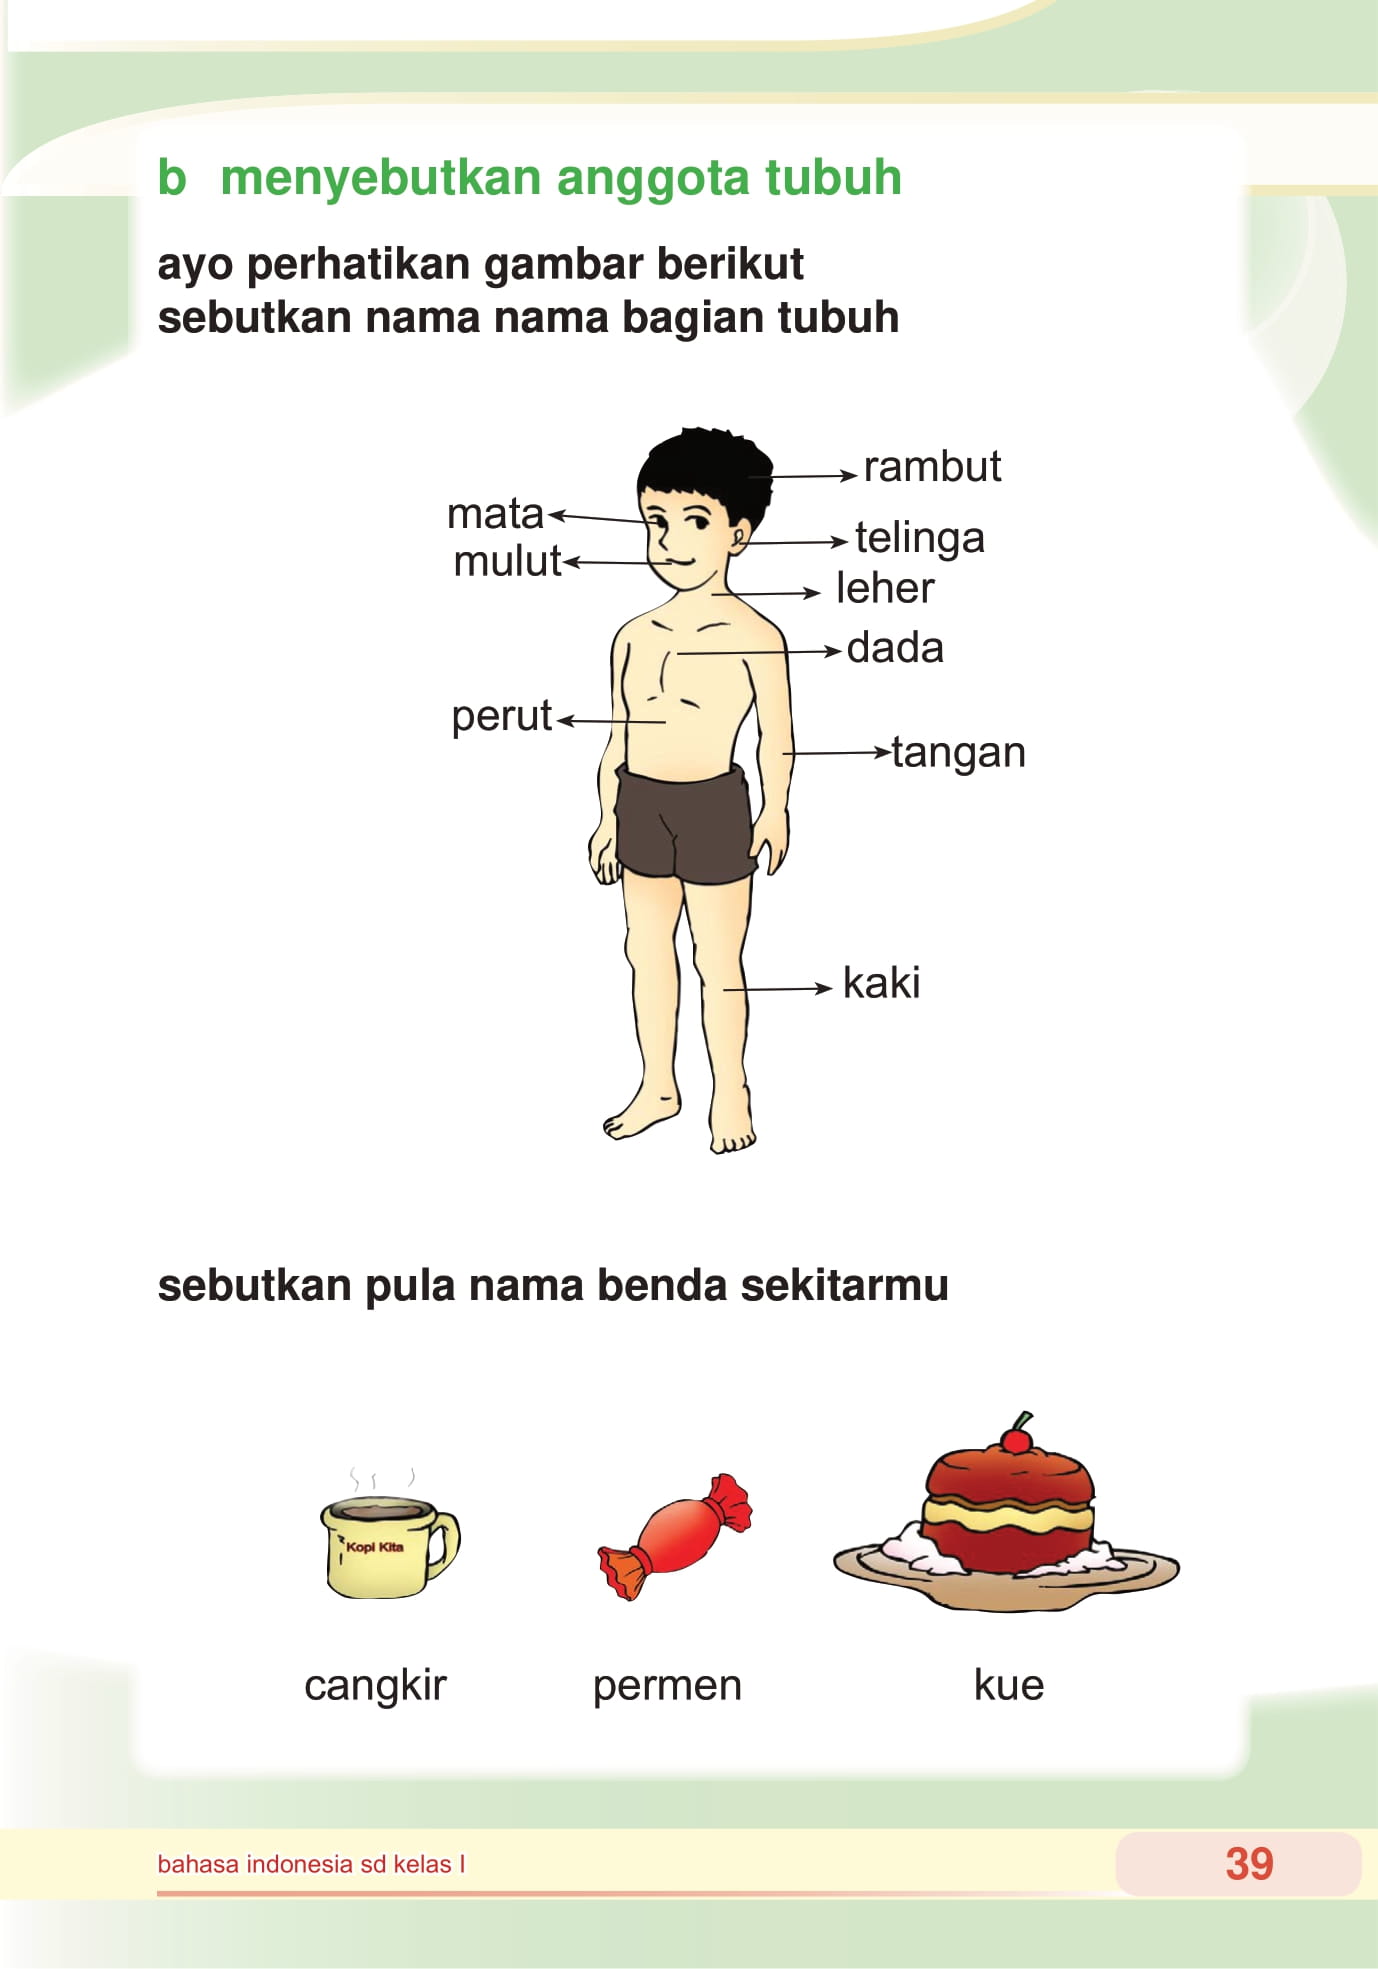 b menyebutkan anggota tubuh
ayo perhatikan gambar berikut
sebutkan nama nama bagian tubuh
rambut
mata
telinga
mulut
leher
dada
perut
tangan
kaki
sebutkan pula nama benda sekitarmu
Kopi Kita
cangkir
permen
kue
bahasa indonesia sd kelas I
39